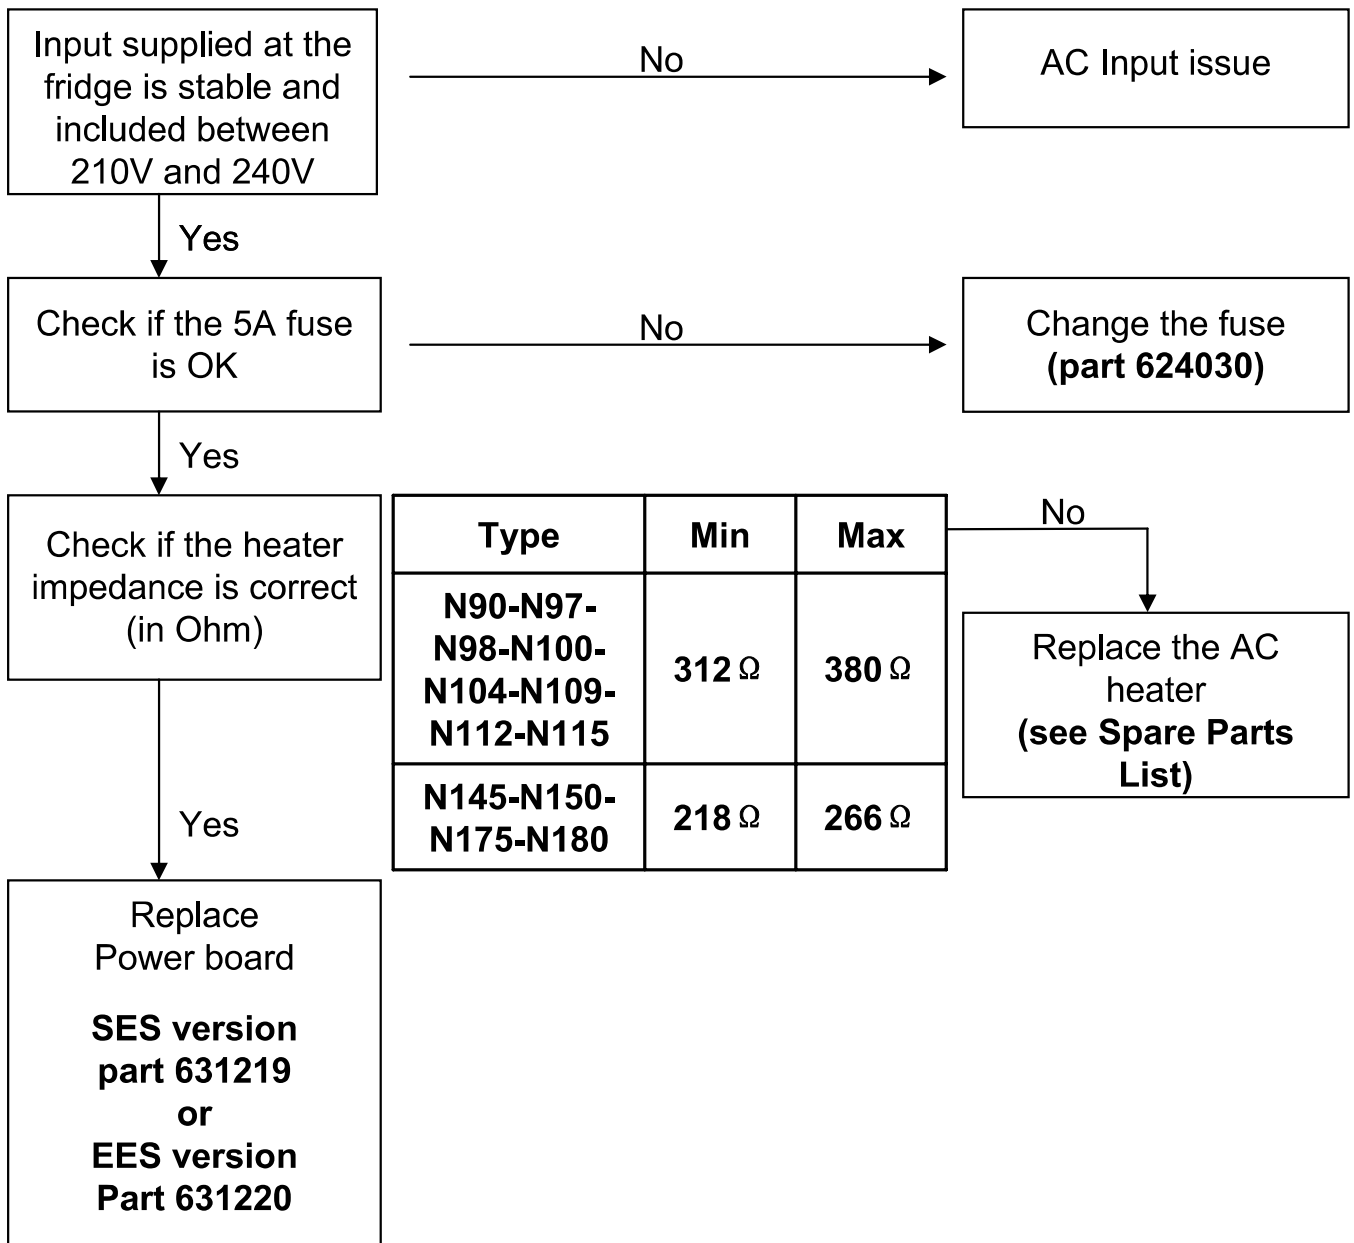 Input supplied at the
fridge is stable and
included between
210V and 240V
No
AC Input issue
Yes
Check if the 5A fuse
is OK
No
Change the fuse
(part 624030)
Yes
Check if the heater
impedance is correct
(in Ohm)
Type Min Max
N90-N97-
N98-N100-
N104-N109-
N112-N115
312 Ω 380 Ω
N145-N150-
N175-N180
218 Ω 266 Ω
No
Replace the AC
heater
(see Spare Parts
List)
Yes
Replace
Power board
SES version
part 631219
or
EES version
Part 631220